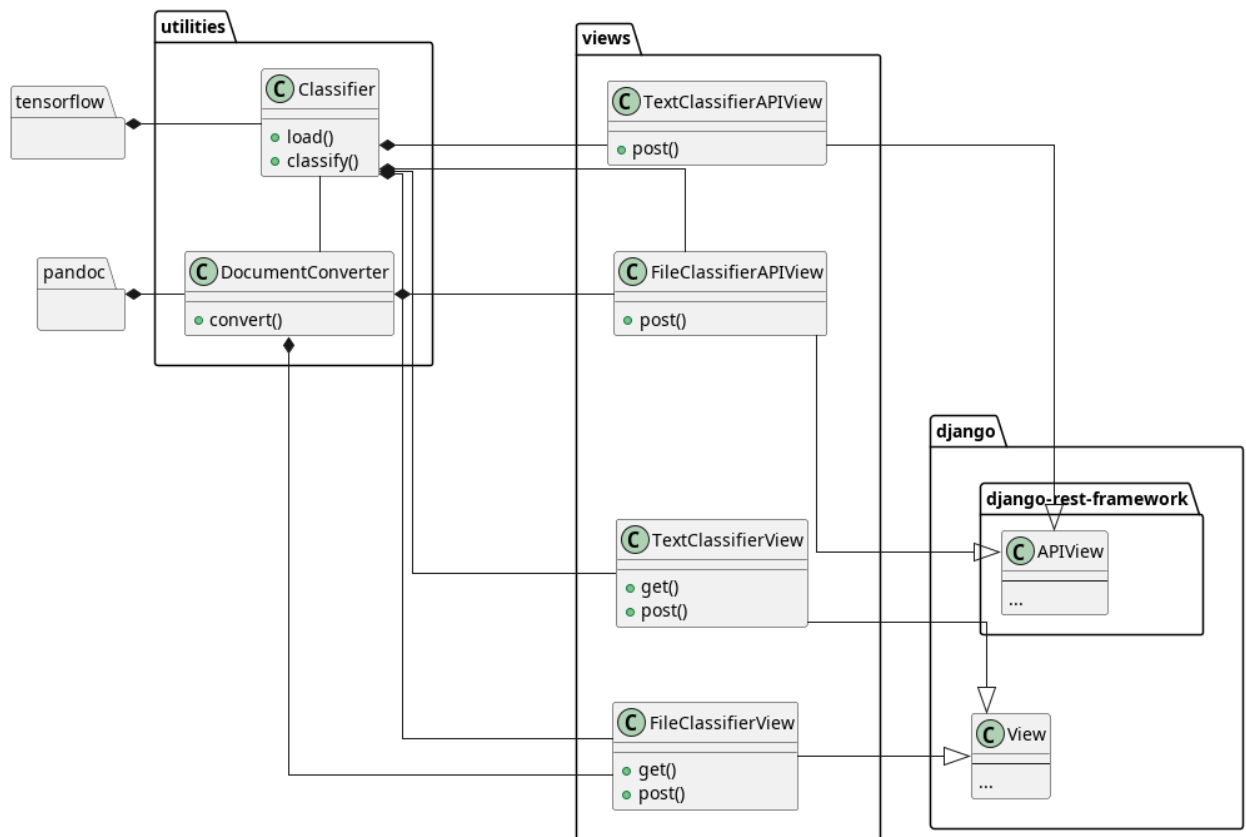 utilities
tensorflow
C Classifier
load()
classify()
pandoc
C DocumentConverter
convert()
views
C TextClassifierAPIView
post()
C FileClassifierAPIView
post()
C TextClassifierView
get()
post()
C FileClassifierView
get()
post()
django
django-rest-framework
C APIView
...
C View
...